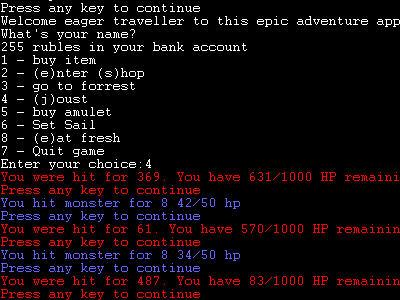 Press any key to continue
Welcome eager traveller to this epic adventure app
What's your name?
255 rubles in your bank account
1 - buy item
2 - (e)nter (s)hop
3 - go to forrest
4 - (j)oust
5 - buy amulet
6 - Set Sail
8 - (e)at fresh
7 - Quit game
Enter your choice:4
You were hit for 369. You have 631/1000 HP remainin
Press any key to continue
You hit monster for 8 42/50 hp
Press any key to continue
You were hit for 61. You have 570/1000 HP remainin
Press any key to continue
You hit monster for 8 34/50 hp
Press any key to continue
You were hit for 487. You have 83/1000 HP remainin
Press any key to continue